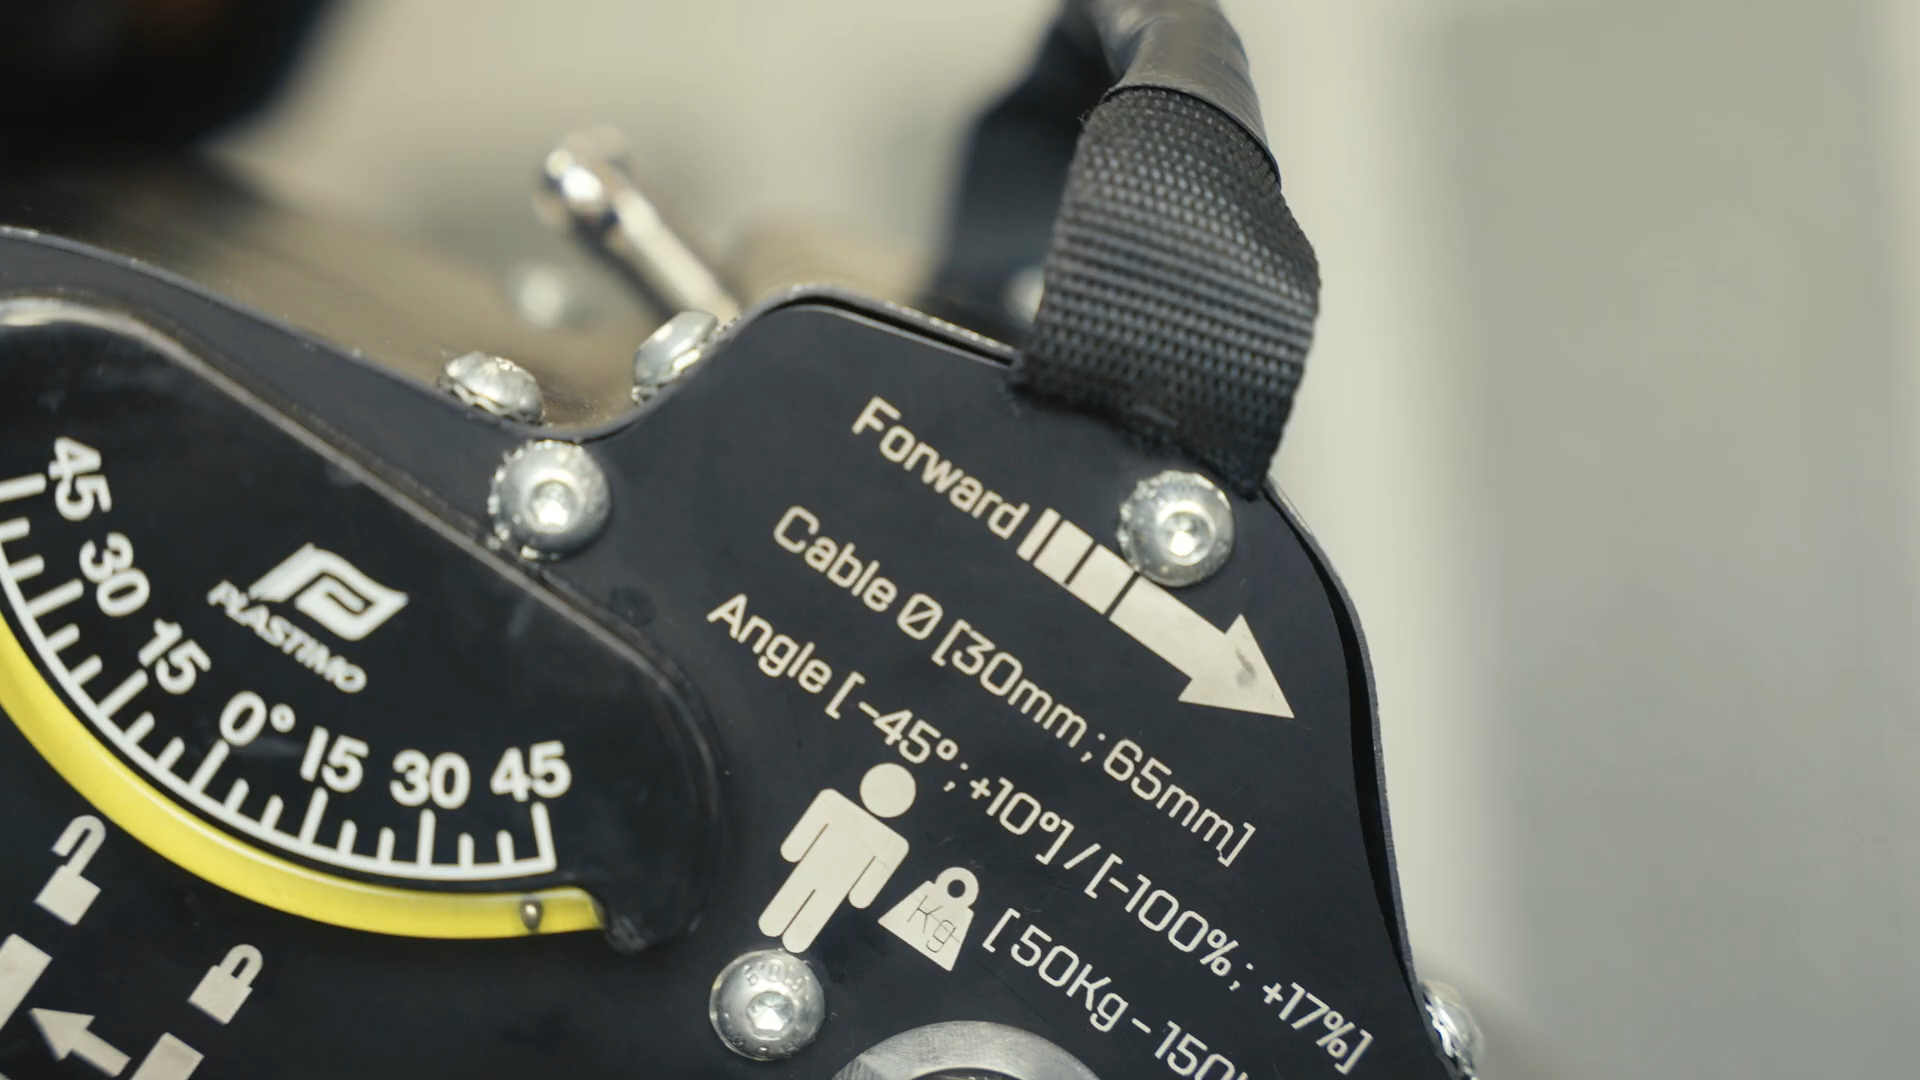 Forward
Cable Ø [30mm ; 65mm]
Angle [-45° ; +10°] / [-100% ; +17%]
Kg
[ 50Kg - 150
PLASTIMO
45 30 15 0° 15 30 45